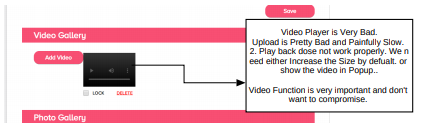 Save
Video Gallery
Add Video
LOCK DELETE
Photo Gallery
Video Player is Very Bad.
Upload is Pretty Bad and Painfully Slow.
2. Play back dose not work properly. We n
eed either Increase the Size by defualt. or
show the video in Popup..
Video Function is very important and don't
want to compromise.